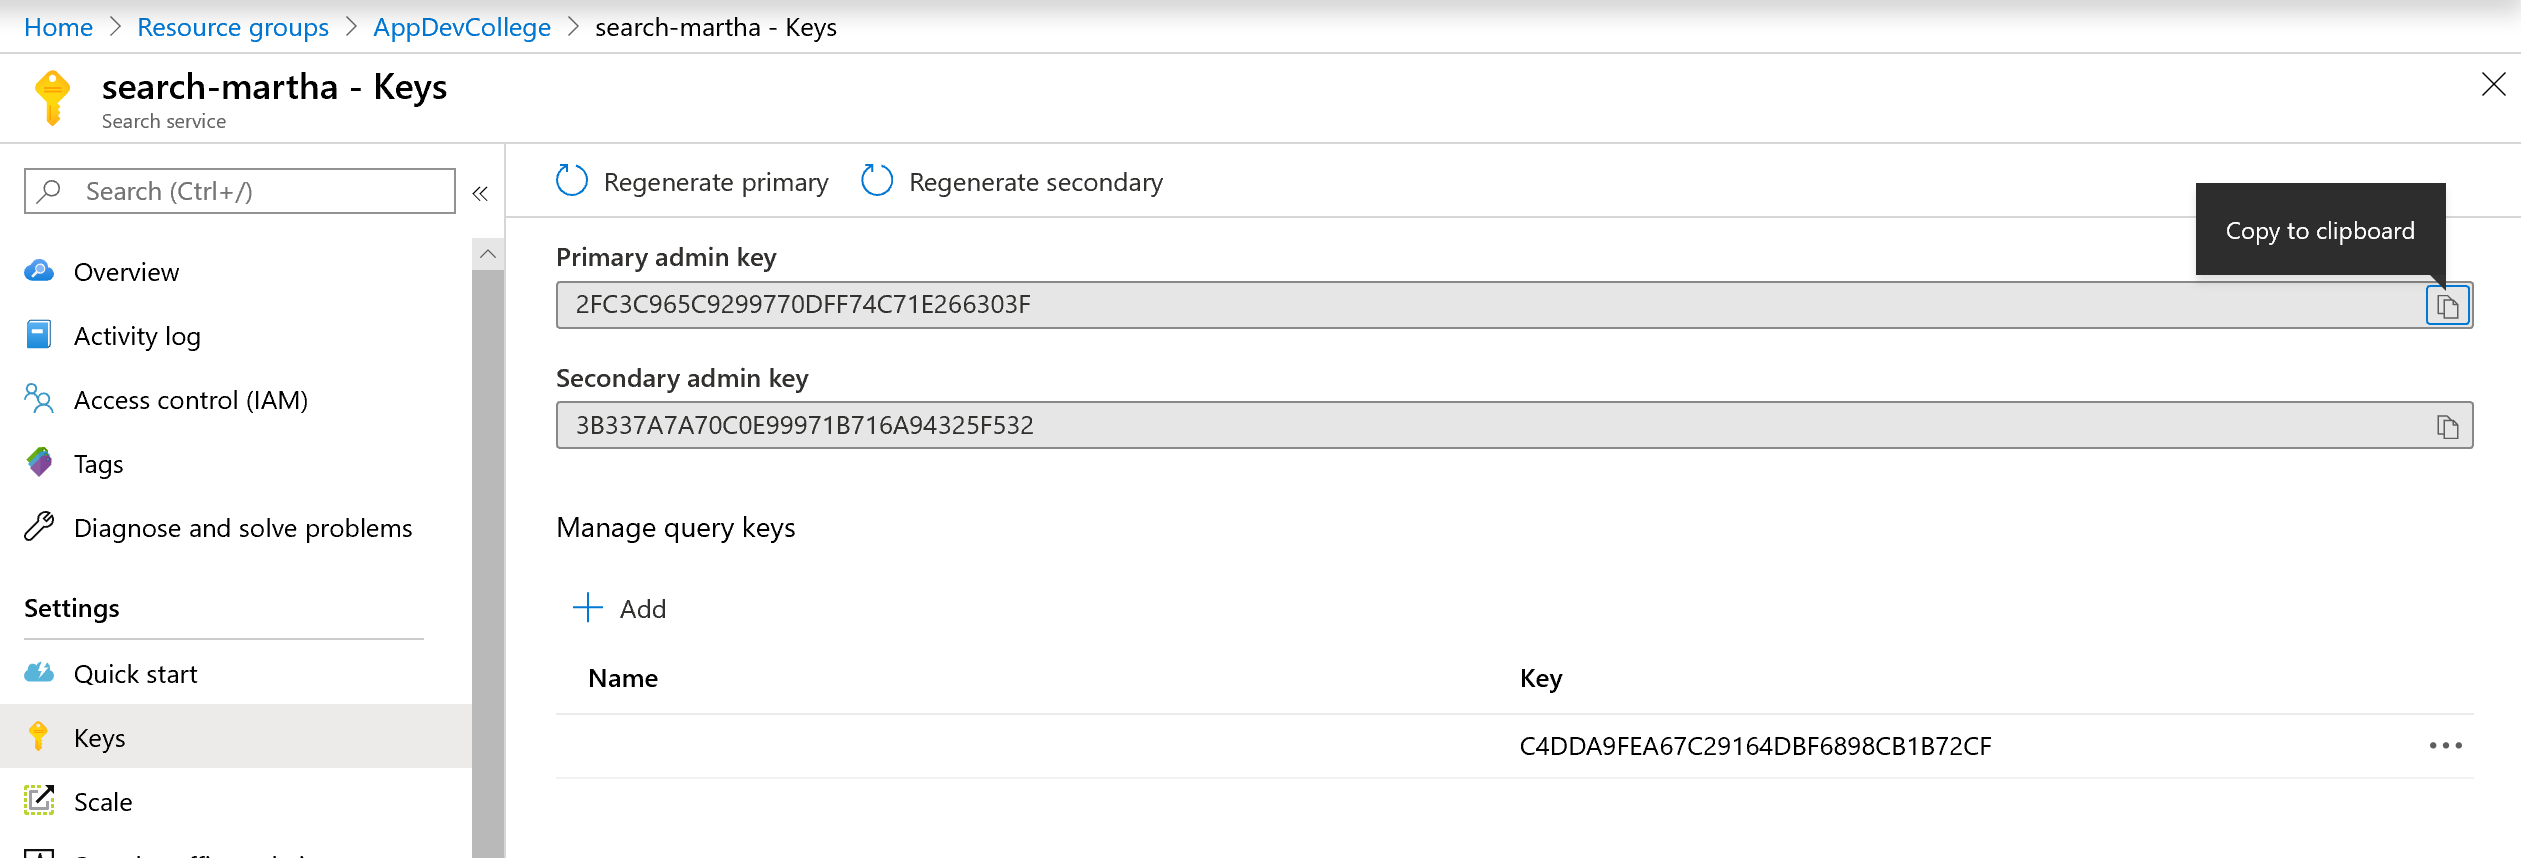 Home > Resource groups > AppDevCollege > search-martha - Keys
search-martha - Keys
Search service
Search (Ctrl+/)
«
Overview
Activity log
Access control (IAM)
Tags
Diagnose and solve problems
Settings
Quick start
Keys
Scale
Regenerate primary
Regenerate secondary
Copy to clipboard
Primary admin key
2FC3C965C9299770DFF74C71E266303F
Secondary admin key
3B337A7A70C0E99971B716A94325F532
Manage query keys
Add
Name Key
C4DDA9FEA67C29164DBF6898CB1B72CF